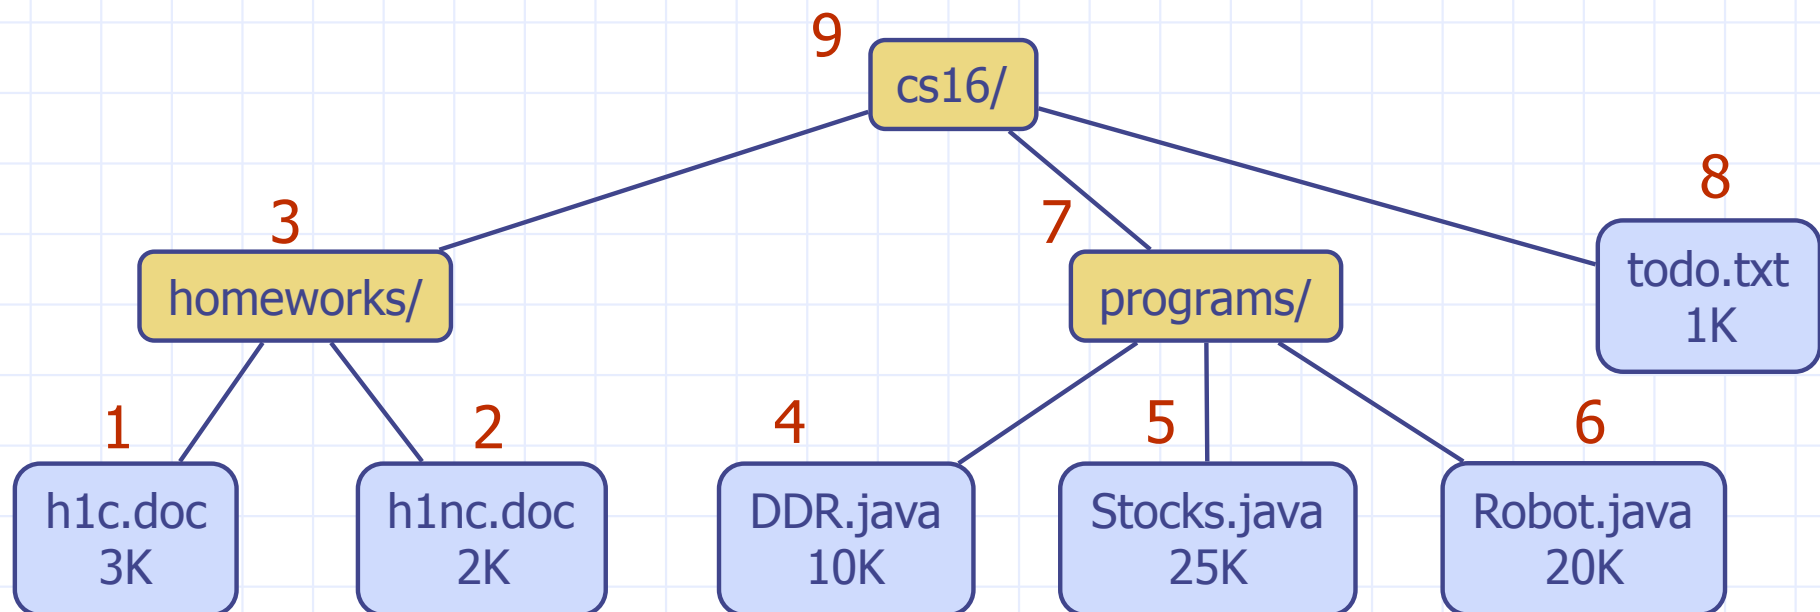 9
cs16/
8
3
7
todo.txt
1K
homeworks/
programs/
1
2
4
5
6
h1c.doc
3K
h1nc.doc
2K
DDR.java
10K
Stocks.java
25K
Robot.java
20K